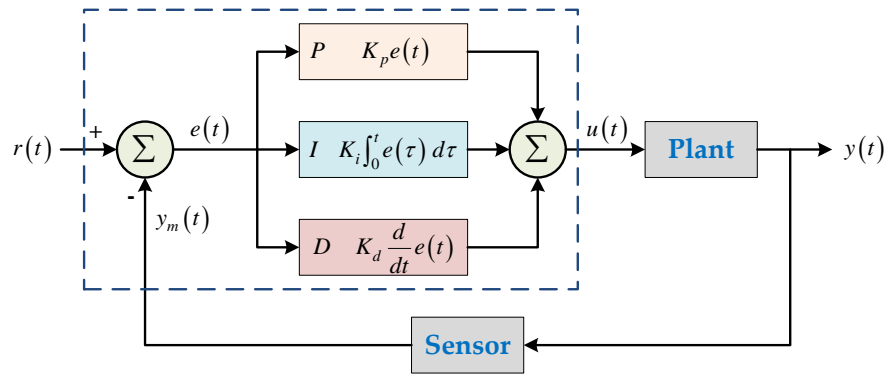 P K_p e(t)
r(t)
+
Σ
e(t)
I K_i ∫_0^t e(τ) dτ
Σ
u(t)
Plant
y(t)
-
y_m(t)
D K_d d/dt e(t)
Sensor